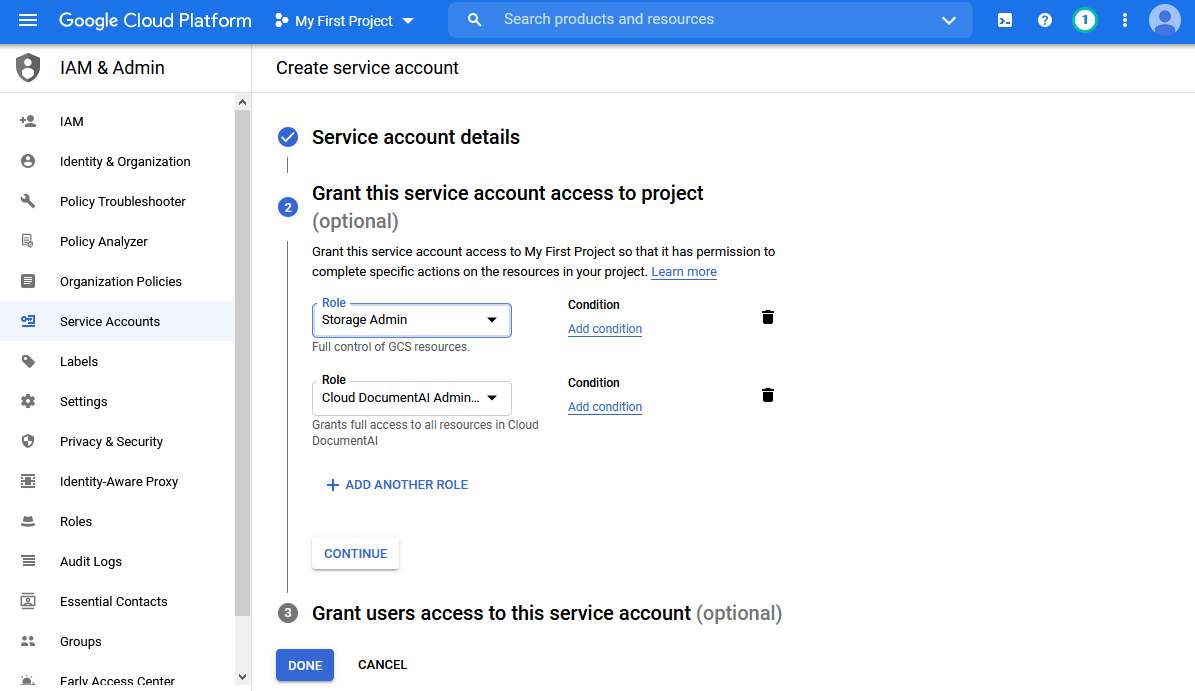 Google Cloud Platform
My First Project
Search products and resources
1
IAM & Admin
Create service account
IAM
Identity & Organization
Policy Troubleshooter
Policy Analyzer
Organization Policies
Service Accounts
Labels
Settings
Privacy & Security
Identity-Aware Proxy
Roles
Audit Logs
Essential Contacts
Groups
Early Access Center
Service account details
2
Grant this service account access to project
(optional)
Grant this service account access to My First Project so that it has permission to
complete specific actions on the resources in your project. Learn more
Role
Storage Admin
Full control of GCS resources.
Condition
Add condition
Role
Cloud DocumentAI Admin...
Grants full access to all resources in Cloud
DocumentAI
Condition
Add condition
+ ADD ANOTHER ROLE
CONTINUE
3
Grant users access to this service account (optional)
DONE
CANCEL